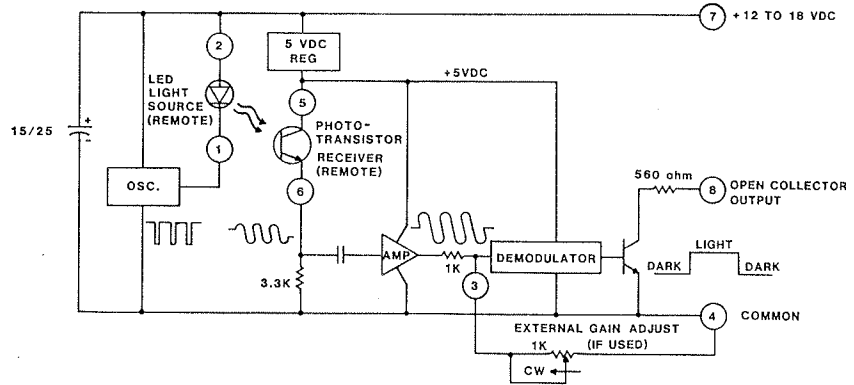 7
+12 TO 18 VDC
2
5 VDC
REG
+5VDC
LED
LIGHT
SOURCE
(REMOTE)
5
15/25
+
-
PHOTO-
TRANSISTOR
RECEIVER
(REMOTE)
1
6
OSC.
560 ohm
8
OPEN COLLECTOR
OUTPUT
AMP
1K
DEMODULATOR
LIGHT
DARK
DARK
3.3K
3
4
COMMON
EXTERNAL GAIN ADJUST
(IF USED)
1K
CW